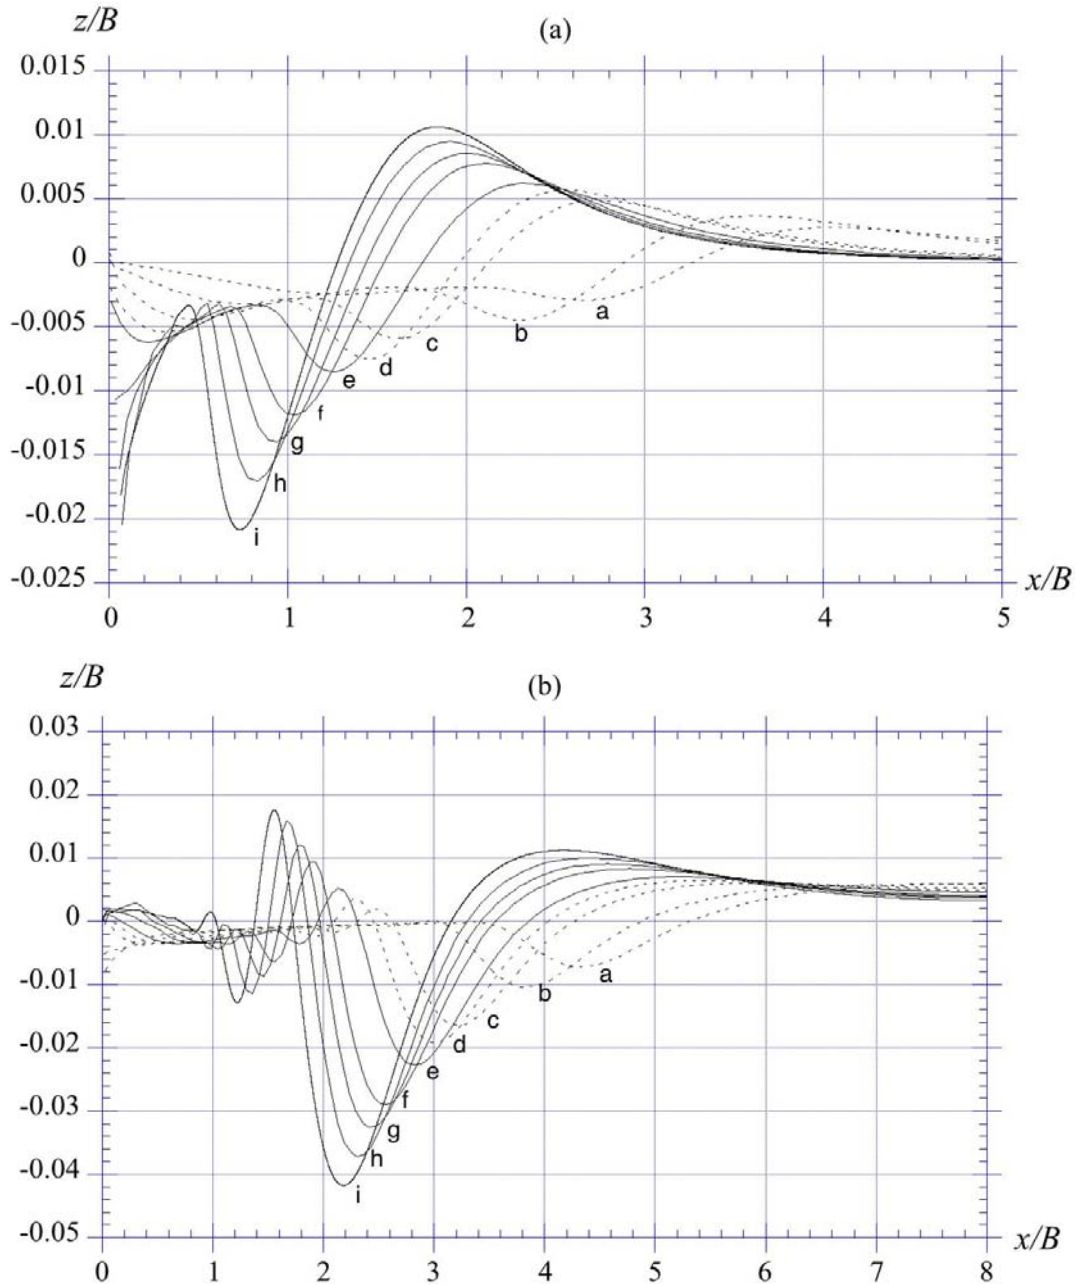 z/B
(a)
0.015
0.01
0.005
0
-0.005
-0.01
-0.015
-0.02
-0.025
a
b
c
d
e
f
g
h
i
x/B
0 1 2 3 4 5
z/B
(b)
0.03
0.02
0.01
0
-0.01
-0.02
-0.03
-0.04
-0.05
a
b
c
d
e
f
g
h
i
x/B
0 1 2 3 4 5 6 7 8